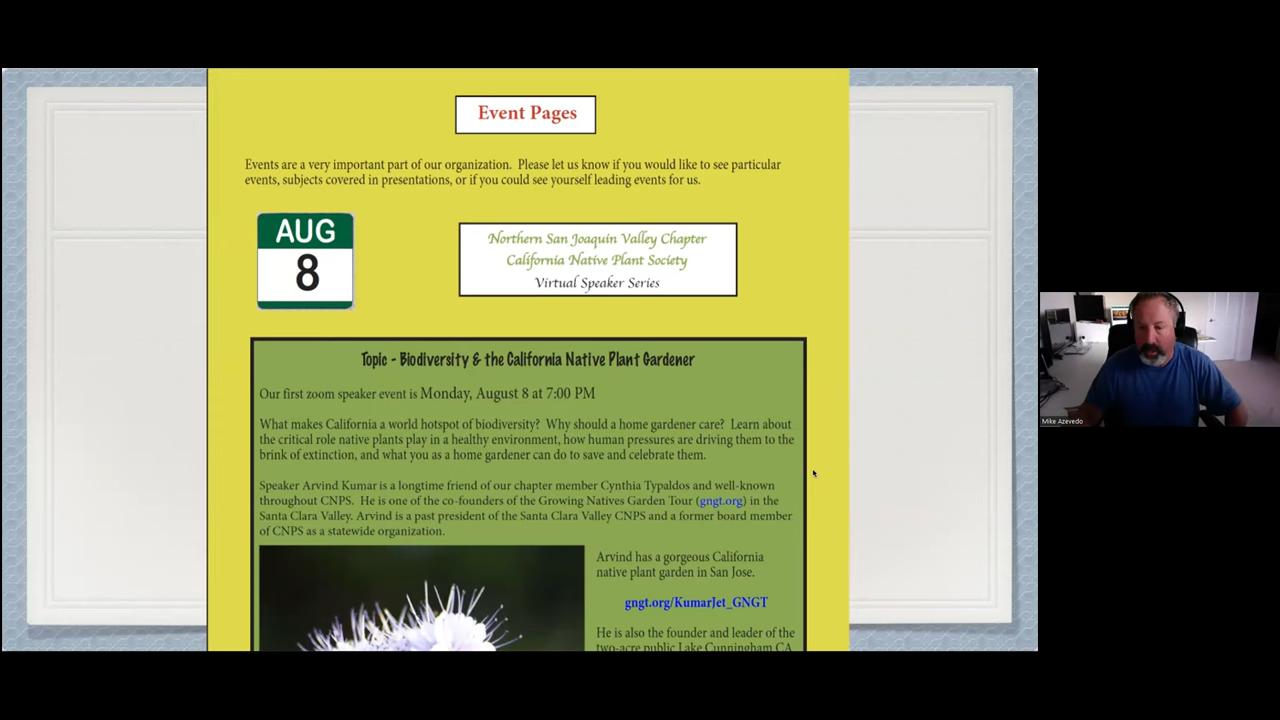 Event Pages
Events are a very important part of our organization. Please let us know if you would like to see particular
events, subjects covered in presentations, or if you could see yourself leading events for us.
AUG
8
Northern San Joaquin Valley Chapter
California Native Plant Society
Virtual Speaker Series
Topic - Biodiversity & the California Native Plant Gardener
Our first zoom speaker event is Monday, August 8 at 7:00 PM
What makes California a world hotspot of biodiversity? Why should a home gardener care? Learn about
the critical role native plants play in a healthy environment, how human pressures are driving them to the
brink of extinction, and what you as a home gardener can do to save and celebrate them.
Speaker Arvind Kumar is a longtime friend of our chapter member Cynthia Typaldos and well-known
throughout CNPS. He is one of the co-founders of the Growing Natives Garden Tour (gngt.org) in the
Santa Clara Valley. Arvind is a past president of the Santa Clara Valley CNPS and a former board member
of CNPS as a statewide organization.
Arvind has a gorgeous California
native plant garden in San Jose.
gngt.org/KumarJet_GNGT
He is also the founder and leader of the
two-acre public Lake Cunningham CA
Mike Azevedo